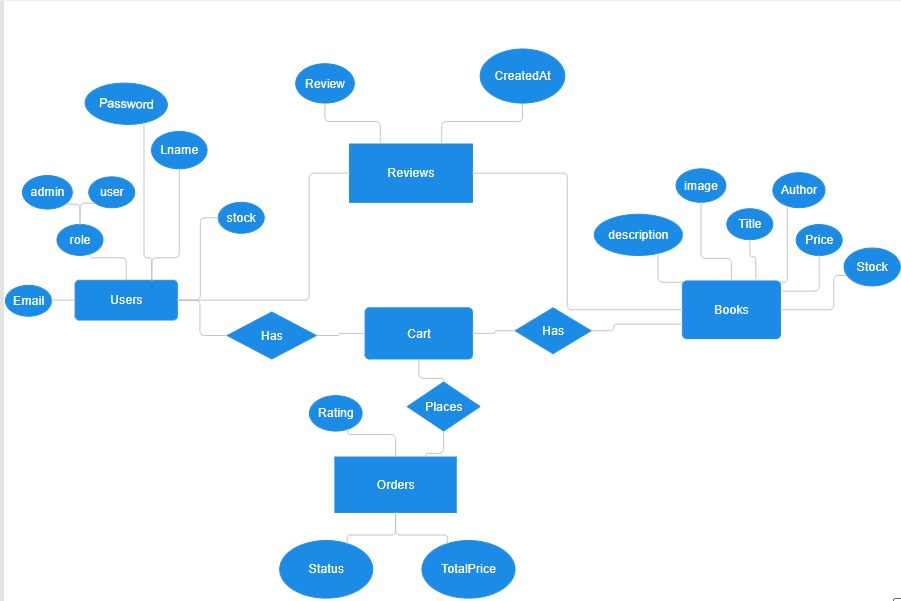 Review
CreatedAt
Password
Lname
Reviews
admin
user
image
Author
stock
Title
role
description
Price
Stock
Email
Users
Books
Has
Cart
Has
Rating
Places
Orders
Status
TotalPrice